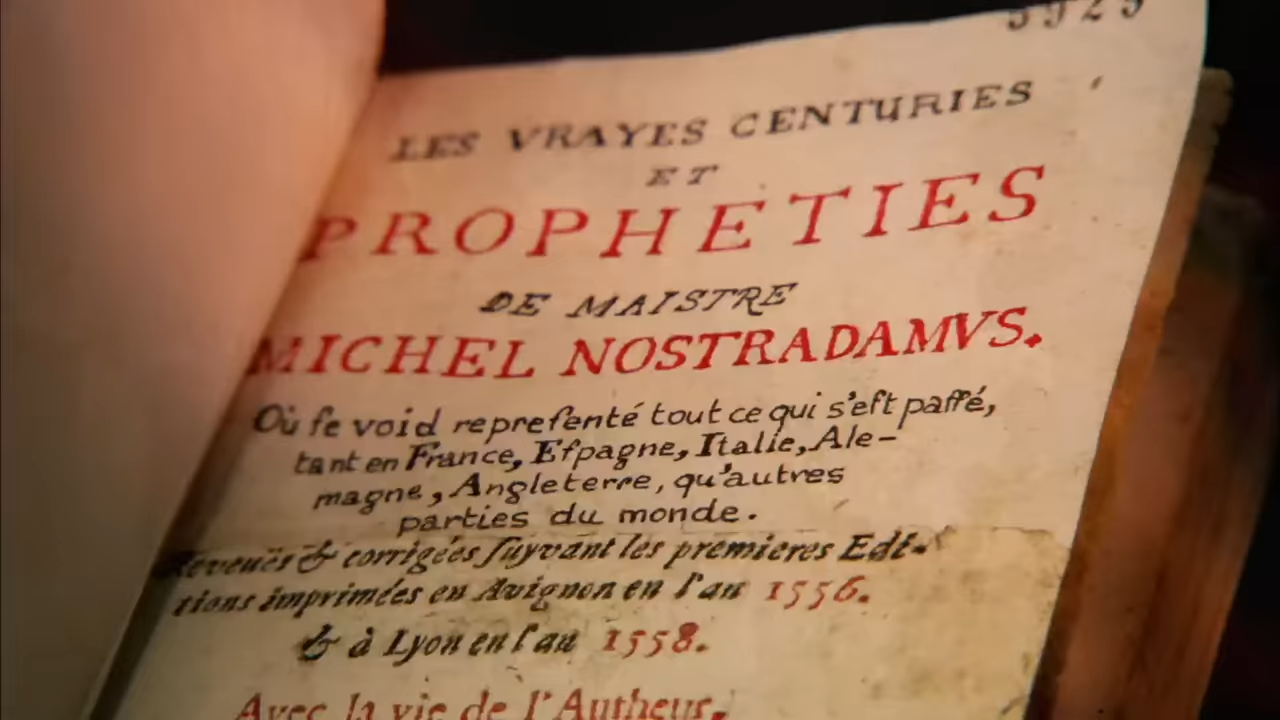 5929
LES VRAYES CENTURIES
ET
PROPHETIES
DE MAISTRE
MICHEL NOSTRADAMVS.
Où ſe void repreſenté tout ce qui s'eſt paſſé,
tant en France, Eſpagne, Italie, Ale-
magne, Angleterre, qu'autres
parties du monde.
Reveuës & corrigées ſuyvant les premieres Edi-
tions imprimées en Avignon en l'an 1556.
& à Lyon en l'an 1558.
Avec la vie de l'Autheur.